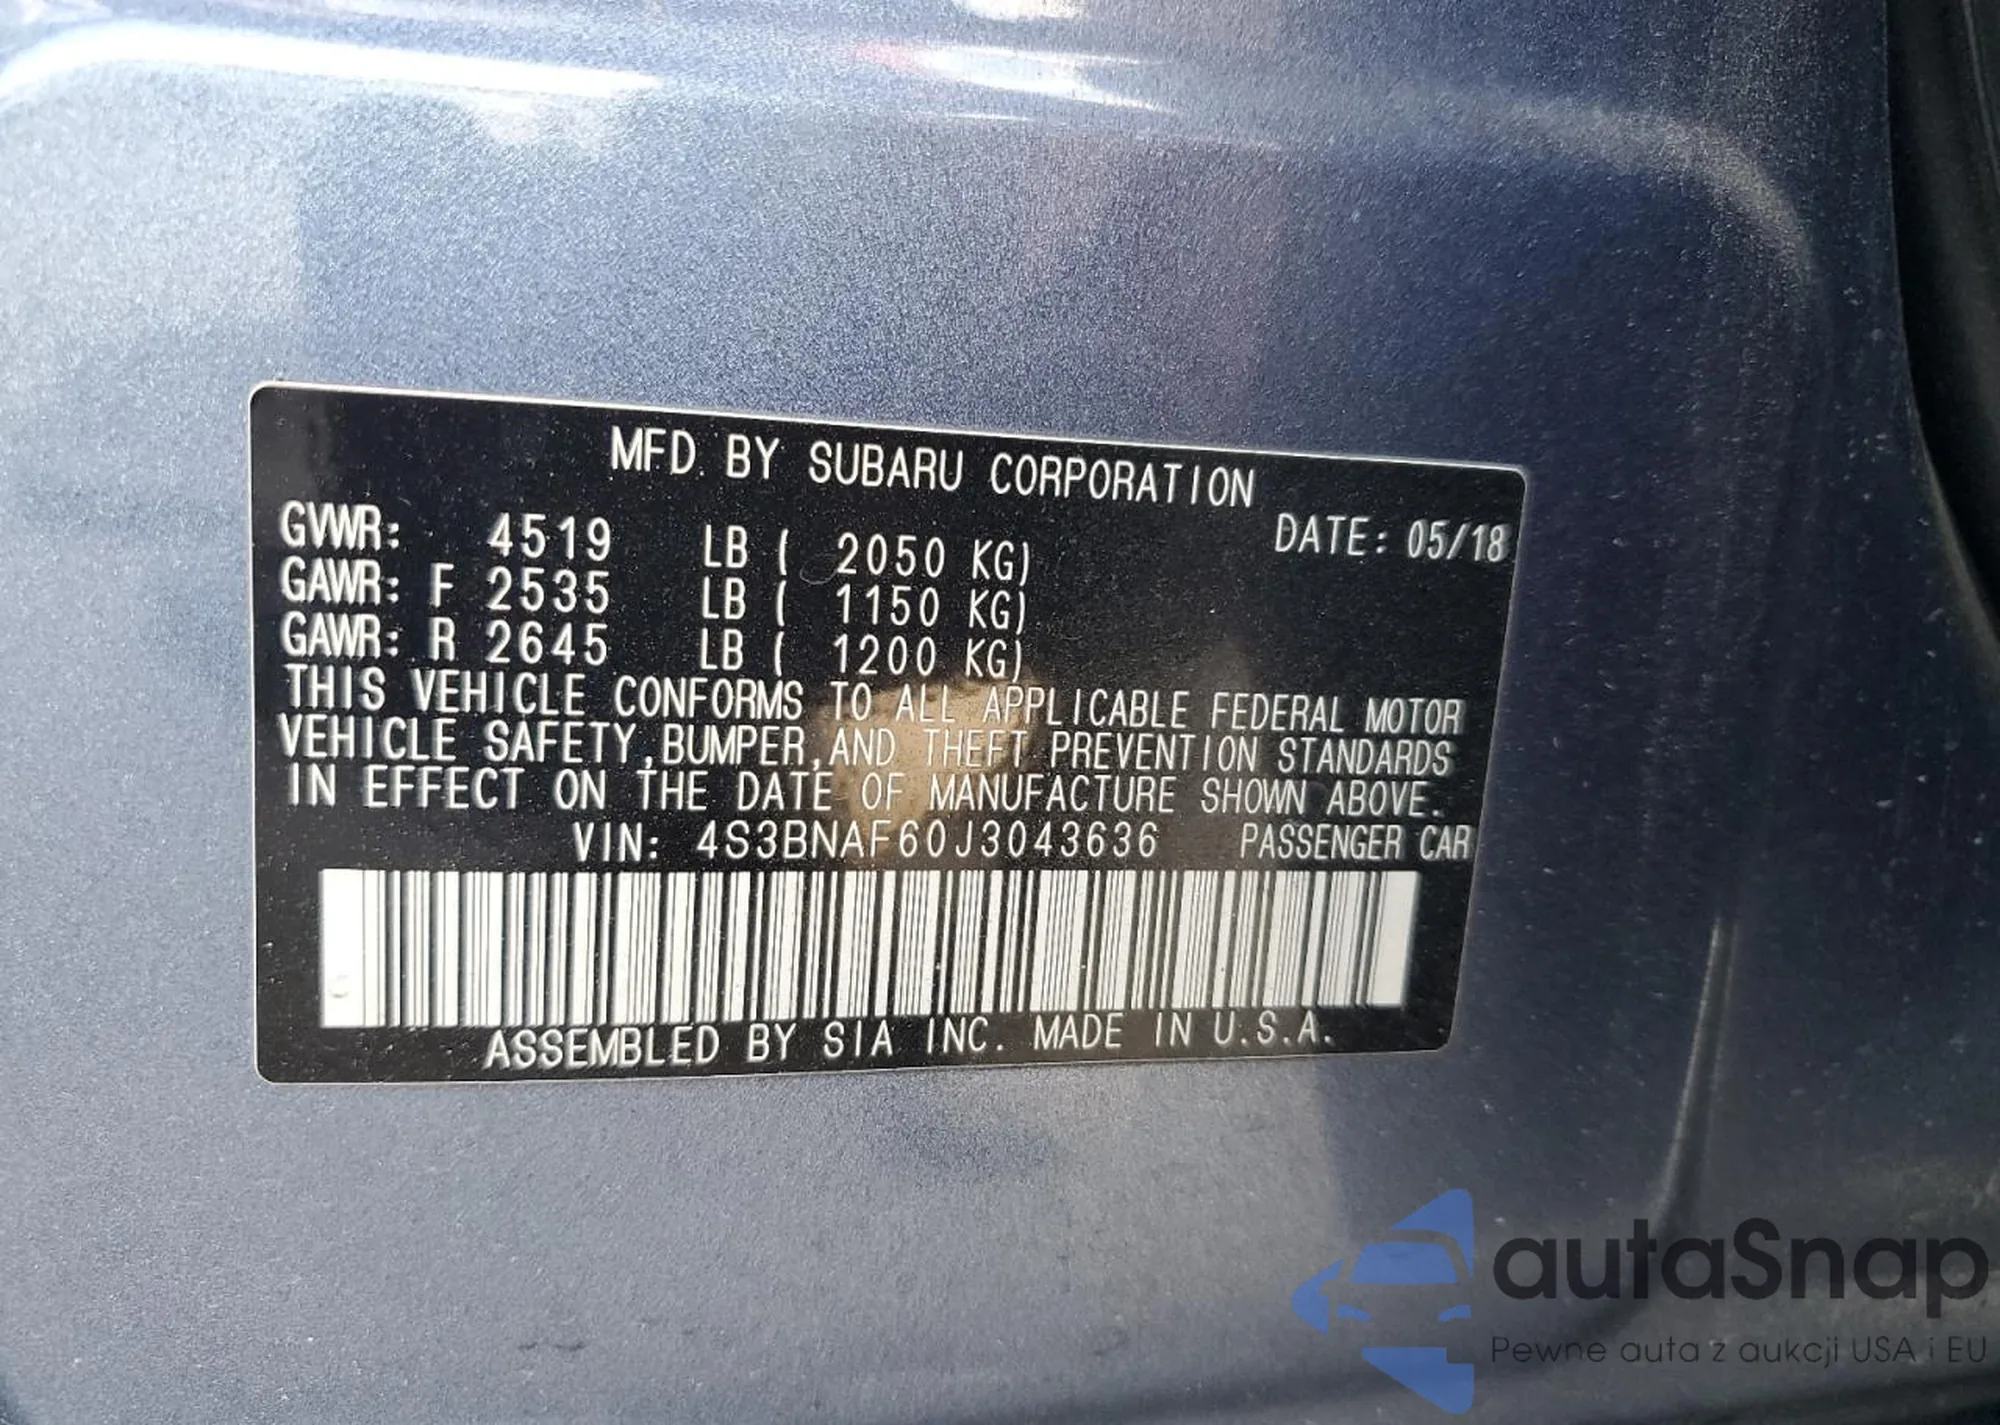 MFD. BY SUBARU CORPORATION
GVWR: 4519 LB ( 2050 KG) DATE: 05/18
GAWR: F 2535 LB ( 1150 KG)
GAWR: R 2645 LB ( 1200 KG)
THIS VEHICLE CONFORMS TO ALL APPLICABLE FEDERAL MOTOR
VEHICLE SAFETY,BUMPER,AND THEFT PREVENTION STANDARDS
IN EFFECT ON THE DATE OF MANUFACTURE SHOWN ABOVE.
VIN: 4S3BNAF60J3043636 PASSENGER CAR
ASSEMBLED BY SIA INC. MADE IN U.S.A.
autaSnap
Pewne auta z aukcji USA i EU